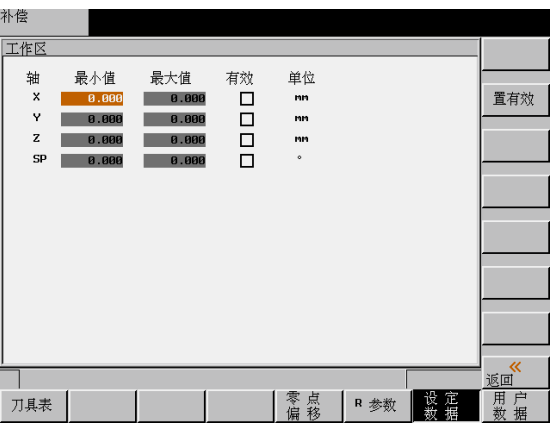 补偿
工作区
轴 最小值 最大值 有效 单位
X 0.000 0.000 mm
Y 0.000 0.000 mm
Z 0.000 0.000 mm
SP 0.000 0.000 °
置有效
«
返回
刀具表
零点
偏移
R 参数
设定
数据
用户
数据